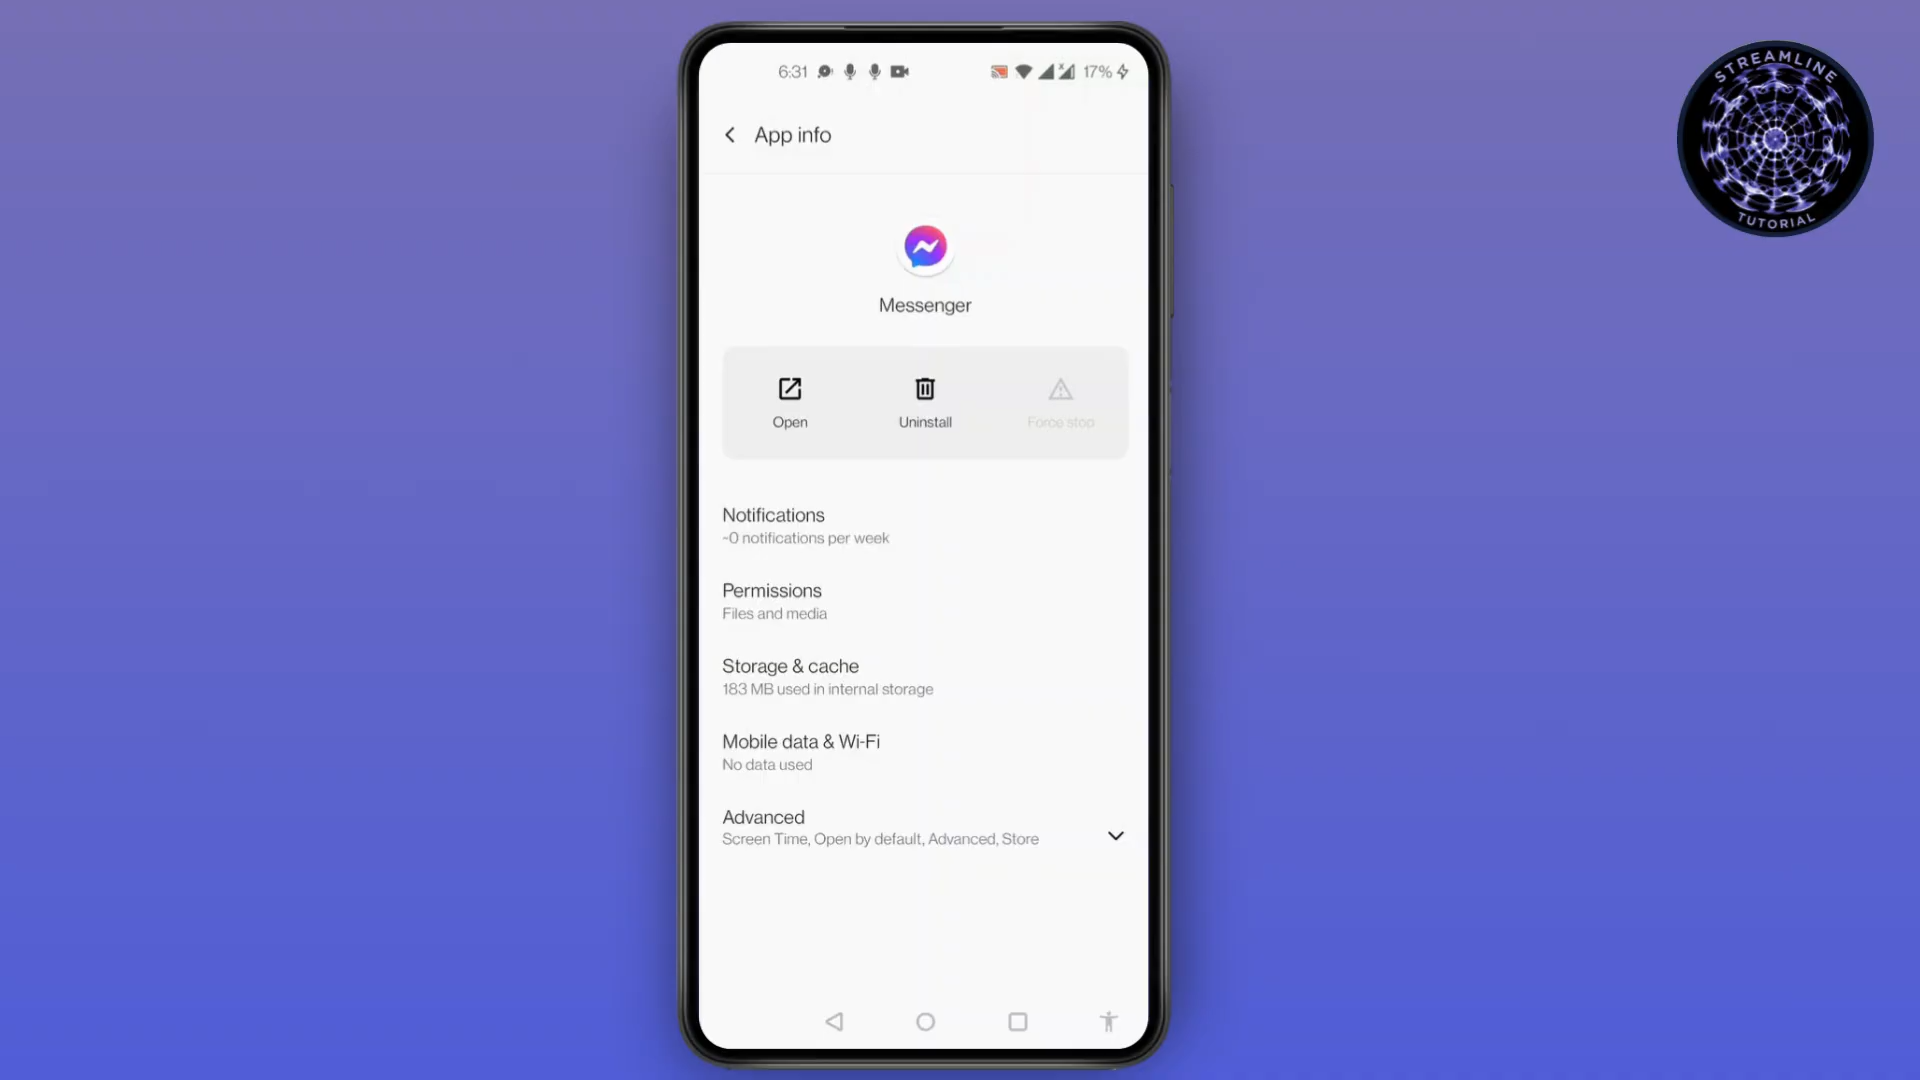 6:31
17%
STREAMLINE
TUTORIAL
App info
Messenger
Open
Uninstall
Force stop
Notifications
~0 notifications per week
Permissions
Files and media
Storage & cache
183 MB used in internal storage
Mobile data & Wi-Fi
No data used
Advanced
Screen Time, Open by default, Advanced, Store